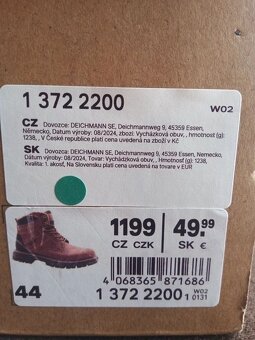 1 372 2200
W02
CZ Dovozce: DEICHMANN SE, Deichmannweg 9, 45359 Essen,
Německo, Datum výroby: 08/2024, zbozi: Vycházková obuv, , hmotnost (g):
1238, , V České republice platí cena uvedená na zboží v Kč
SK Dovozca: DEICHMANN SE, Deichmannweg 9, 45359 Essen, Nemecko,
Dátum výroby: 08/2024, Tovar: Vychádzková obuv, , Hmotnosť (g): 1238,
Kvalita: 1. akosť, Na Slovensku platí cena uvedená na tovare v EUR
1199 49.99
CZ CZK SK €
4 068365 871686
44
1 372 2200 1 W02 0131